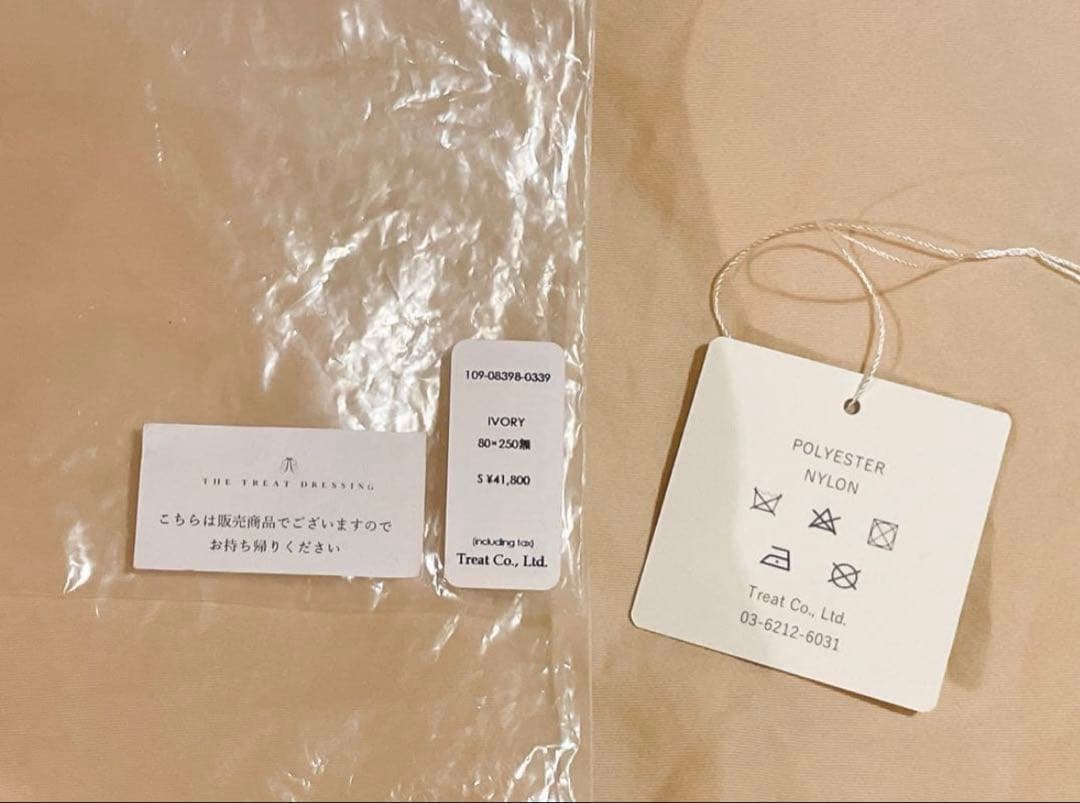 THE TREAT DRESSING
こちらは販売商品でございますので
お持ち帰りください
109-08398-0339
IVORY
80×250無
S ¥41,800
(including tax)
Treat Co., Ltd.
POLYESTER
NYLON
Treat Co., Ltd.
03-6212-6031